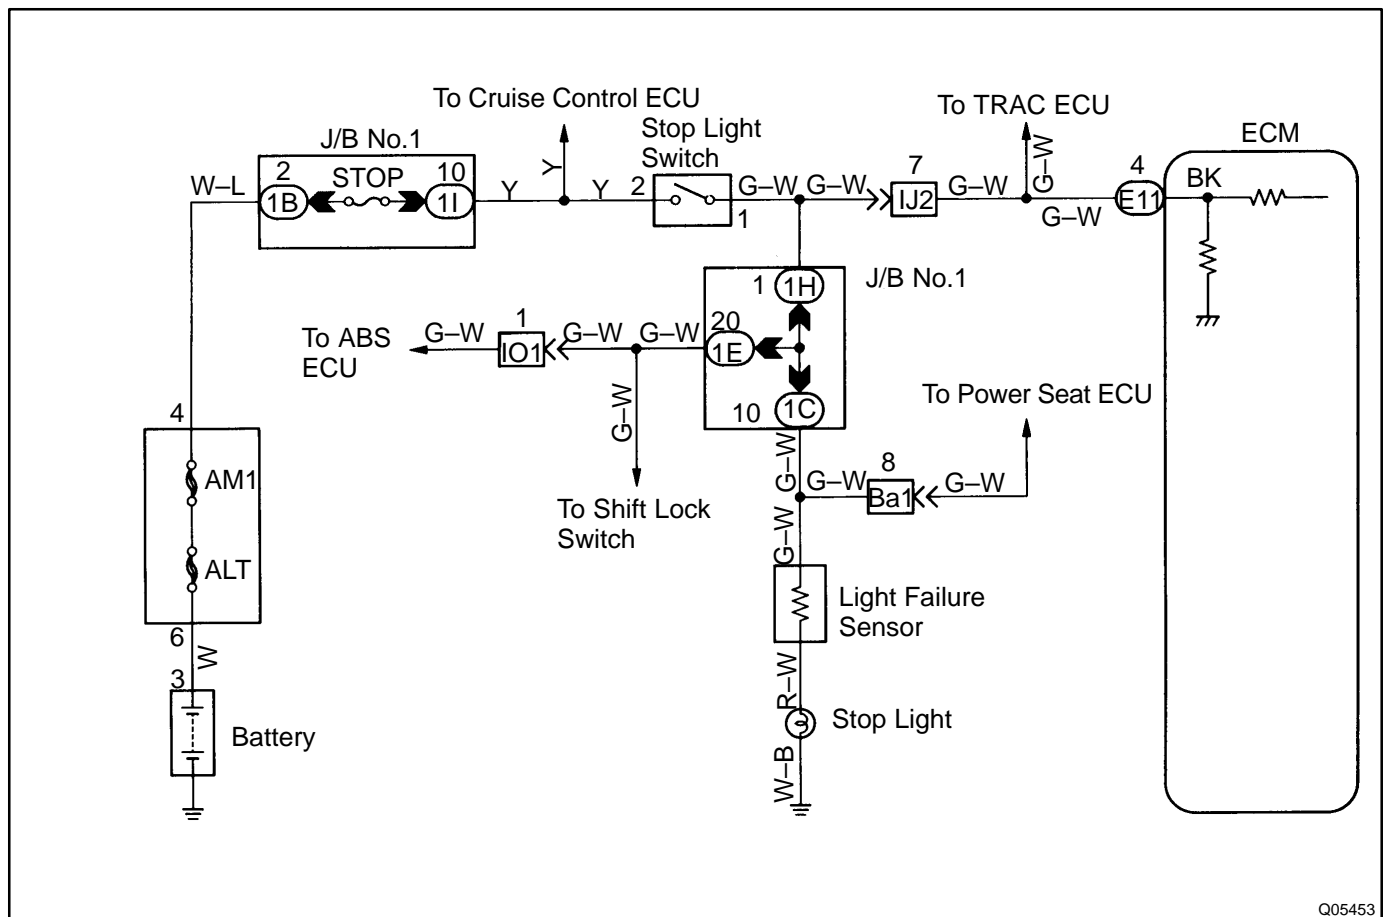 To Cruise Control ECU
To TRAC ECU
Stop Light
Switch
ECM
J/B No.1
2
STOP
10
7
4
W–L
1B
1I
Y
Y
Y
2
1
G–W
G–W
IJ2
G–W
G–W
G–W
E11
BK
1
1H
J/B No.1
To ABS
ECU
G–W
1
IO1
G–W
G–W
20
1E
G–W
10
1C
To Power Seat ECU
4
AM1
ALT
6
W
3
Battery
To Shift Lock
Switch
G–W
G–W
8
Ba1
G–W
G–W
Light Failure
Sensor
R–W
Stop Light
W–B
Q05453